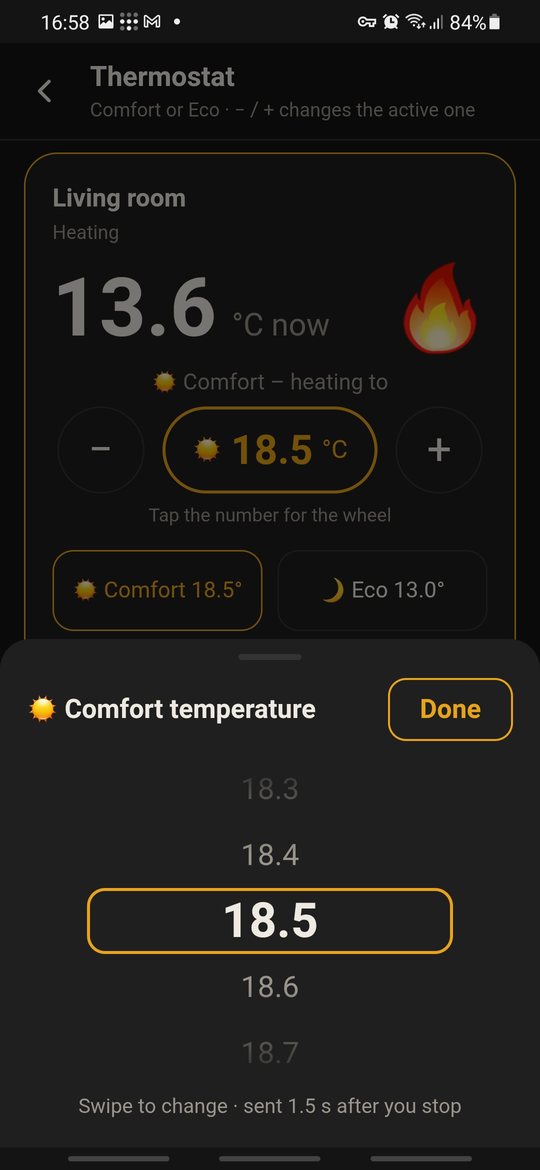 16:58 84%
Thermostat
Comfort or Eco · − / + changes the active one
Living room
Heating
13.6 °C now
Comfort – heating to
− 18.5 °C +
Tap the number for the wheel
Comfort 18.5° Eco 13.0°
Comfort temperature Done
18.3
18.4
18.5
18.6
18.7
Swipe to change · sent 1.5 s after you stop